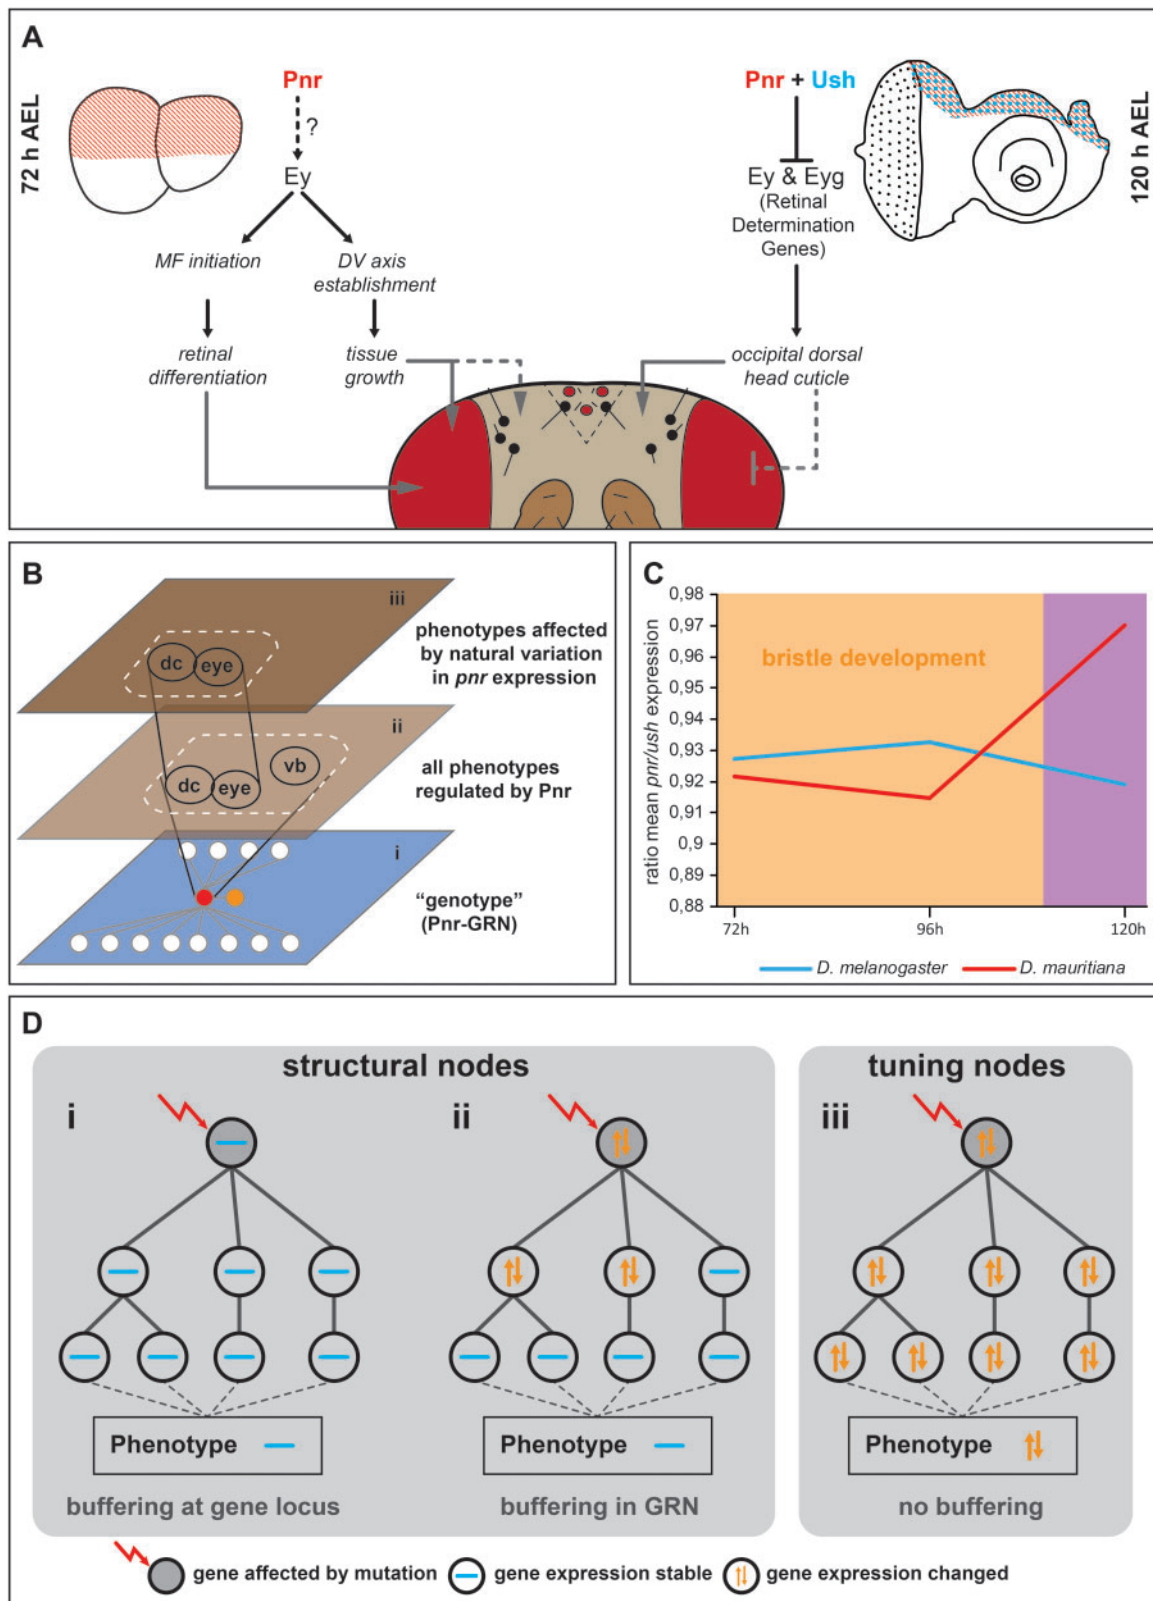 A
72 h AEL
Pnr
?
Ey
MF initiation
DV axis
establishment
retinal
differentiation
tissue
growth
Pnr + Ush
Ey & Eyg
(Retinal
Determination
Genes)
occipital dorsal
head cuticle
120 h AEL
B
iii
dc
eye
phenotypes affected
by natural variation
in pnr expression
ii
dc
eye
vb
all phenotypes
regulated by Pnr
i
“genotype”
(Pnr-GRN)
C
ratio mean pnr/ush expression
0,98
0,97
0,96
0,95
0,94
0,93
0,92
0,91
0,9
0,89
0,88
bristle development
72h
96h
120h
D. melanogaster
D. mauritiana
D
structural nodes
tuning nodes
i
ii
iii
Phenotype
Phenotype
Phenotype
buffering at gene locus
buffering in GRN
no buffering
gene affected by mutation
gene expression stable
gene expression changed